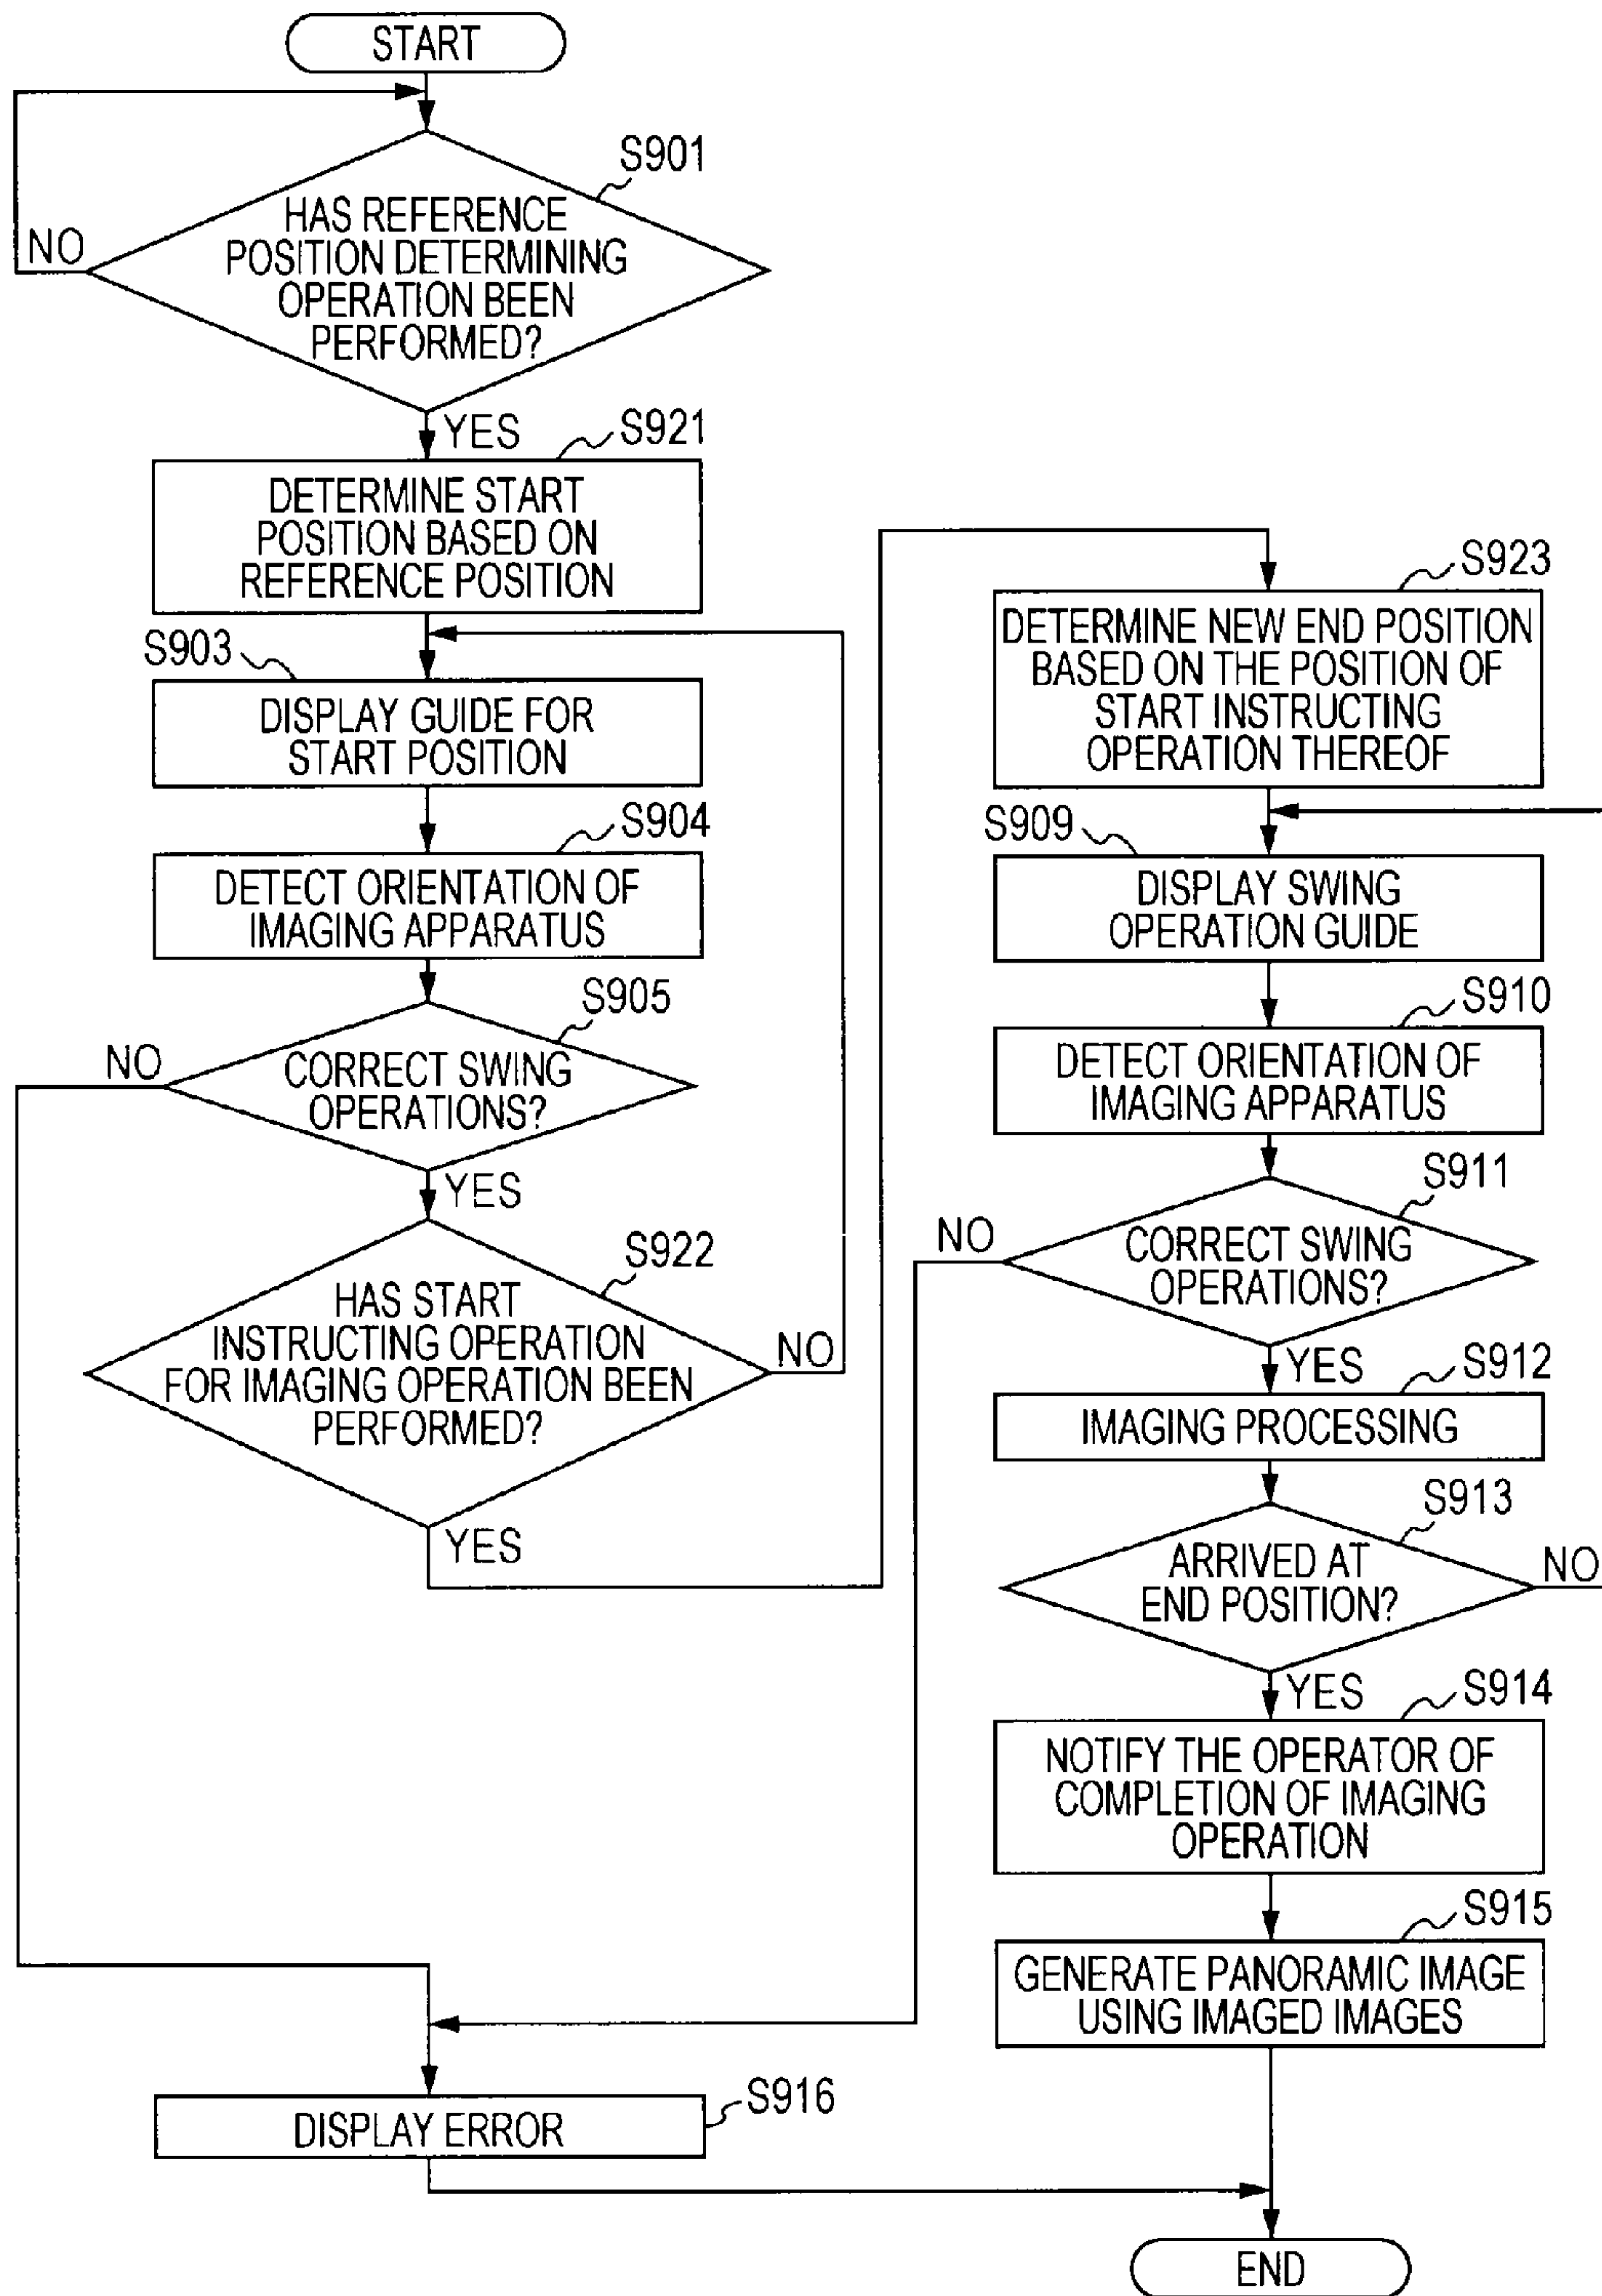 START
S901
HAS REFERENCE
POSITION DETERMINING
OPERATION BEEN
PERFORMED?
NO
YES
S921
DETERMINE START
POSITION BASED ON
REFERENCE POSITION
S903
DISPLAY GUIDE FOR
START POSITION
S904
DETECT ORIENTATION OF
IMAGING APPARATUS
S905
NO
CORRECT SWING
OPERATIONS?
YES
S922
HAS START
INSTRUCTING OPERATION
FOR IMAGING OPERATION BEEN
PERFORMED?
NO
YES
S923
DETERMINE NEW END POSITION
BASED ON THE POSITION OF
START INSTRUCTING
OPERATION THEREOF
S909
DISPLAY SWING
OPERATION GUIDE
S910
DETECT ORIENTATION OF
IMAGING APPARATUS
S911
NO
CORRECT SWING
OPERATIONS?
YES
S912
IMAGING PROCESSING
S913
ARRIVED AT
END POSITION?
NO
YES
S914
NOTIFY THE OPERATOR OF
COMPLETION OF IMAGING
OPERATION
S915
GENERATE PANORAMIC IMAGE
USING IMAGED IMAGES
S916
DISPLAY ERROR
END